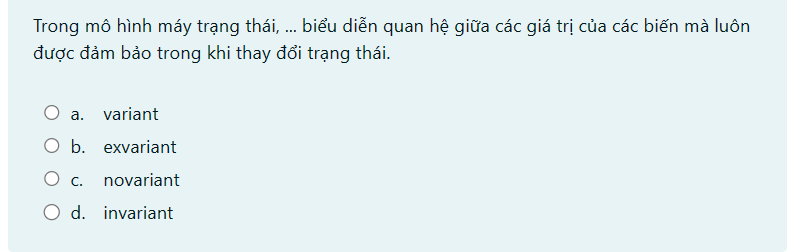 Trong mô hình máy trạng thái, ... biểu diễn quan hệ giữa các giá trị của các biến mà luôn
được đảm bảo trong khi thay đổi trạng thái.
a. variant
b. exvariant
c. novariant
d. invariant